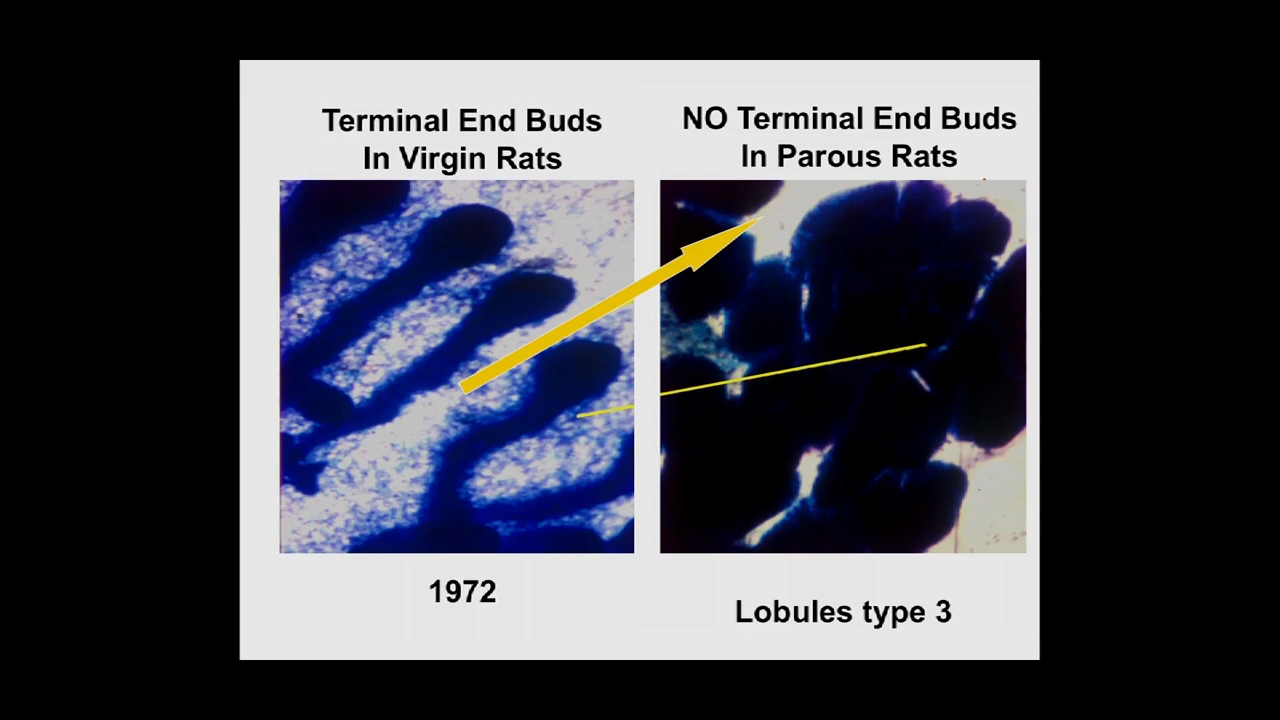 Terminal End Buds
In Virgin Rats
NO Terminal End Buds
In Parous Rats
1972
Lobules type 3